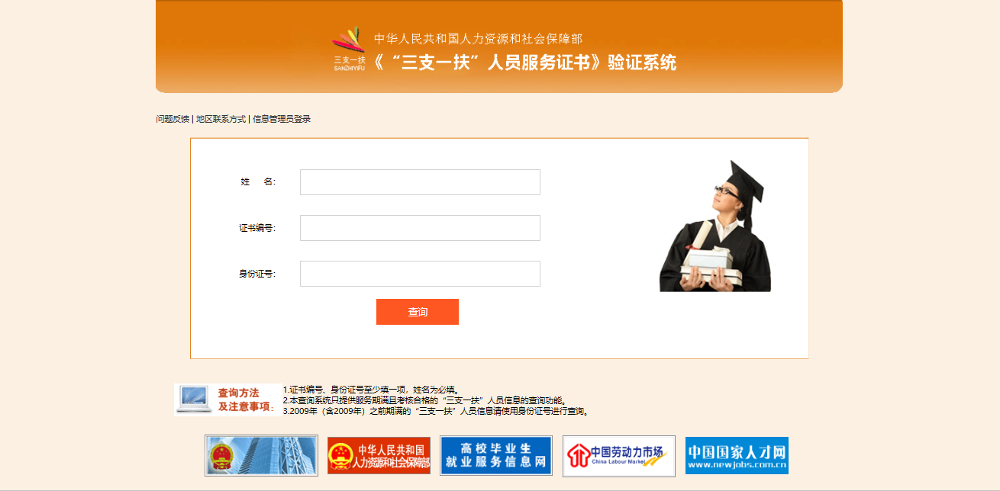 中华人民共和国人力资源和社会保障部
三支一扶
SANZHIYIFU
《“三支一扶”人员服务证书》验证系统
问题反馈 | 地区联系方式 | 信息管理员登录
姓 名：
证书编号：
身份证号：
查询
查询方法
及注意事项：
1.证书编号、身份证号至少填一项，姓名为必填。
2.本查询系统只提供服务期满且考核合格的“三支一扶”人员信息的查询功能。
3.2009年（含2009年）之前期满的“三支一扶”人员信息请使用身份证号进行查询。
中华人民共和国
人力资源和社会保障部
高校毕业生
就业服务信息网
中国劳动力市场
China Labour Market
中国国家人才网
www.newjobs.com.cn